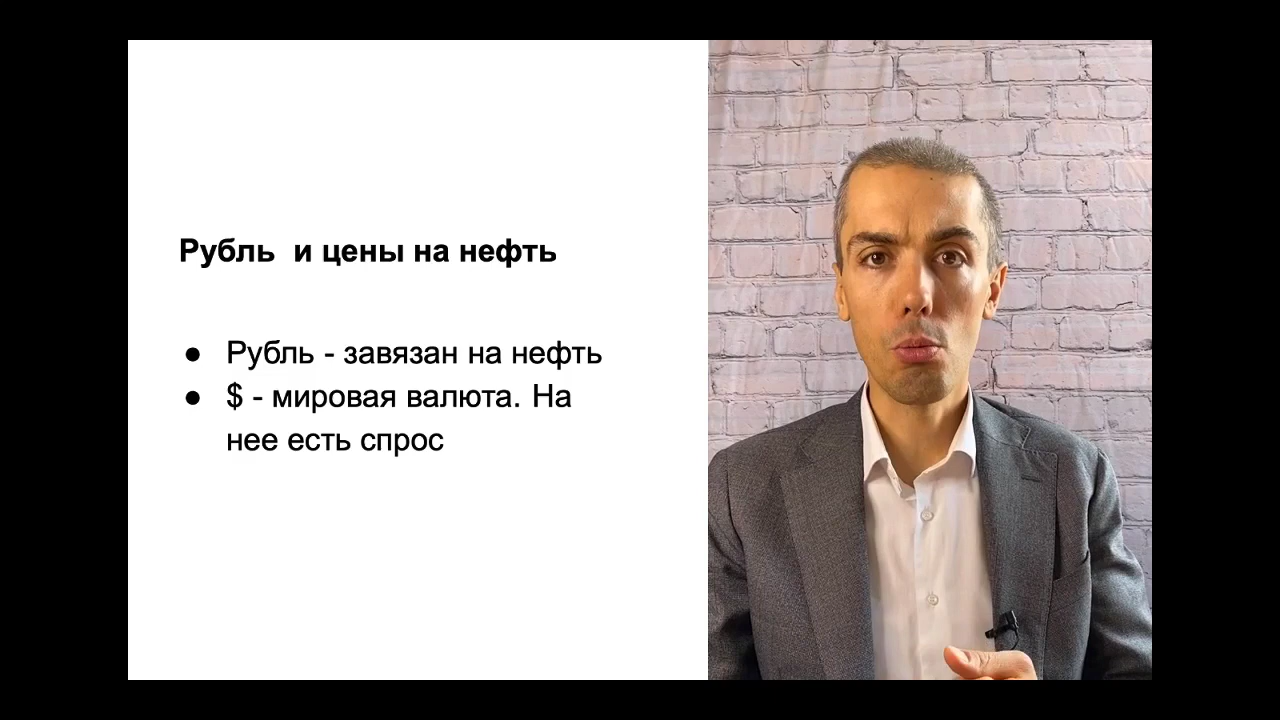 Рубль и цены на нефть
● Рубль - завязан на нефть
● $ - мировая валюта. На
нее есть спрос